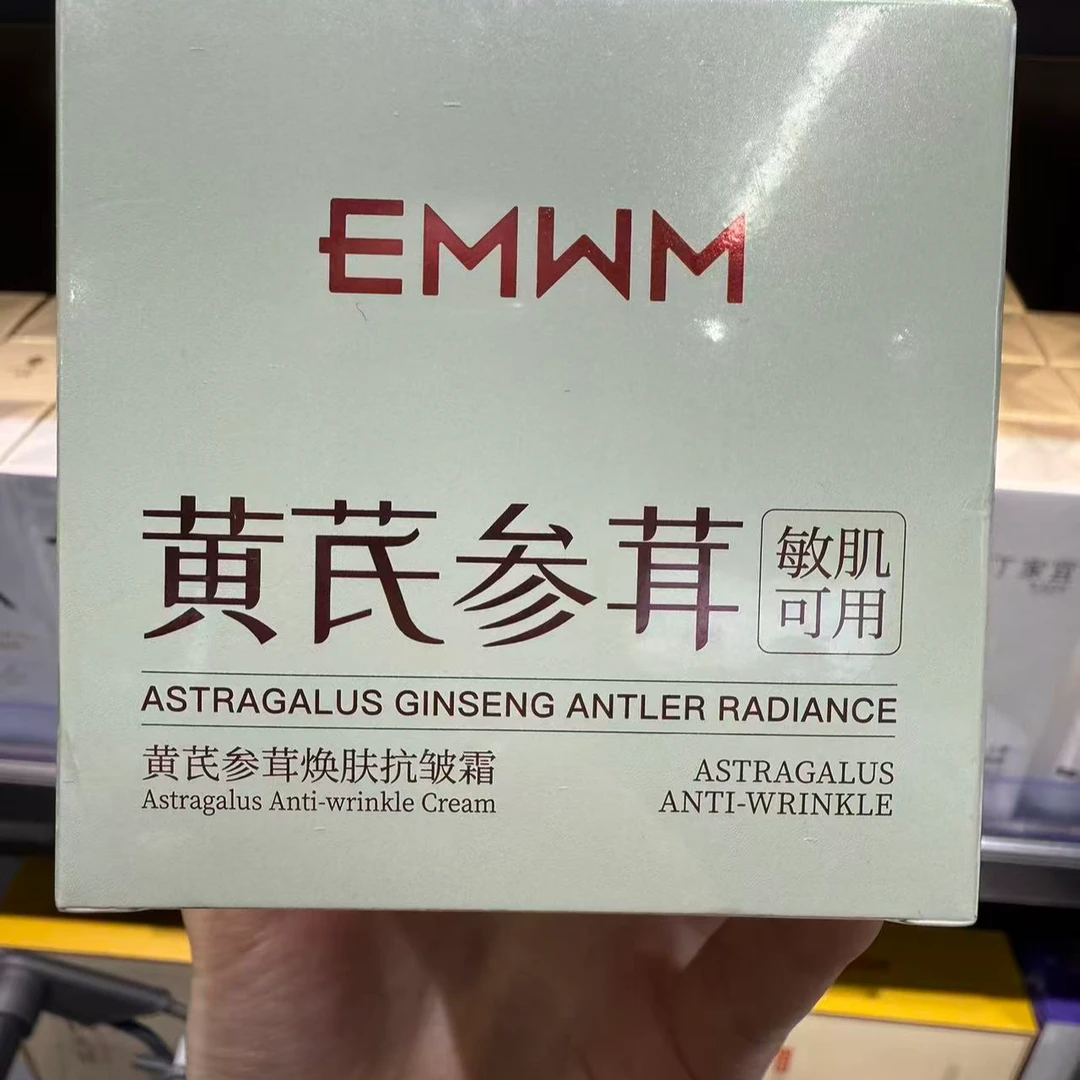 EMWM
黄芪参茸
敏肌
可用
ASTRAGALUS GINSENG ANTLER RADIANCE
黄芪参茸焕肤抗皱霜
Astragalus Anti-wrinkle Cream
ASTRAGALUS
ANTI-WRINKLE